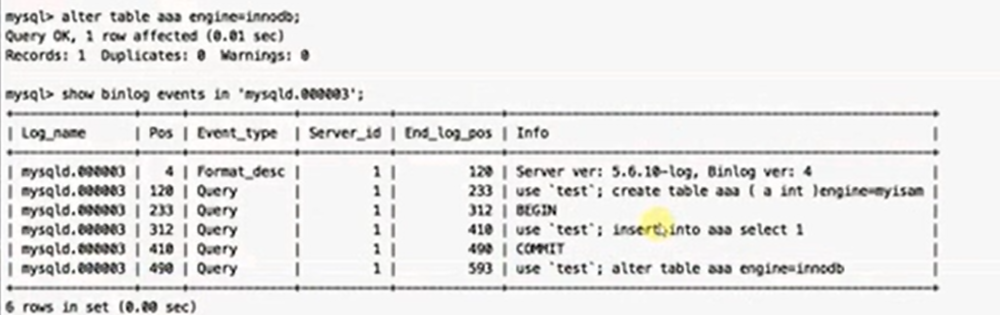 mysql> alter table aaa engine=innodb;
Query OK, 1 row affected (0.01 sec)
Records: 1  Duplicates: 0  Warnings: 0
mysql> show binlog events in 'mysqld.000003';
| Log_name | Pos | Event_type | Server_id | End_log_pos | Info |
| mysqld.000003 | 4 | Format_desc | 1 | 120 | Server ver: 5.6.10-log, Binlog ver: 4 |
| mysqld.000003 | 120 | Query | 1 | 233 | use `test`; create table aaa ( a int )engine=myisam |
| mysqld.000003 | 233 | Query | 1 | 312 | BEGIN |
| mysqld.000003 | 312 | Query | 1 | 410 | use `test`; insert into aaa select 1 |
| mysqld.000003 | 410 | Query | 1 | 490 | COMMIT |
| mysqld.000003 | 490 | Query | 1 | 593 | use `test`; alter table aaa engine=innodb |
6 rows in set (0.00 sec)